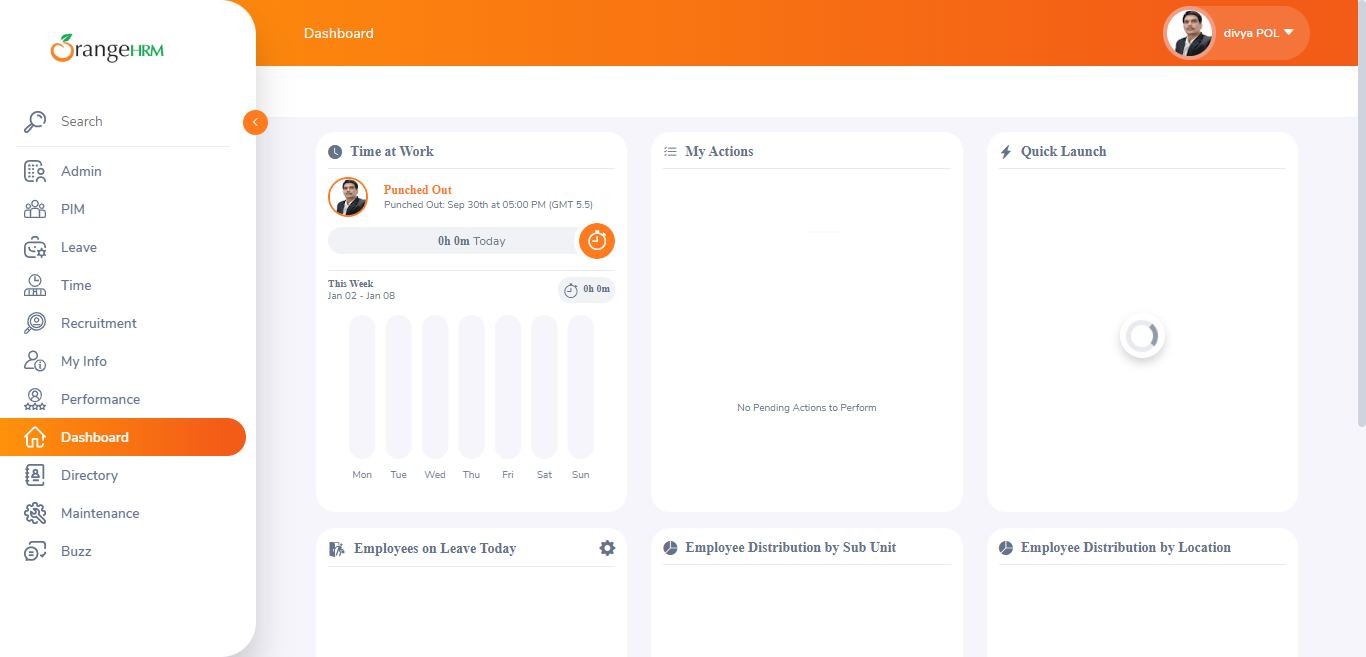 OrangeHRM
Search
Admin
PIM
Leave
Time
Recruitment
My Info
Performance
Dashboard
Directory
Maintenance
Buzz
Dashboard
divya POL
Time at Work
Punched Out
Punched Out: Sep 30th at 05:00 PM (GMT 5.5)
0h 0m Today
This Week
Jan 02 - Jan 08
0h 0m
Mon Tue Wed Thu Fri Sat Sun
My Actions
No Pending Actions to Perform
Quick Launch
Employees on Leave Today
Employee Distribution by Sub Unit
Employee Distribution by Location